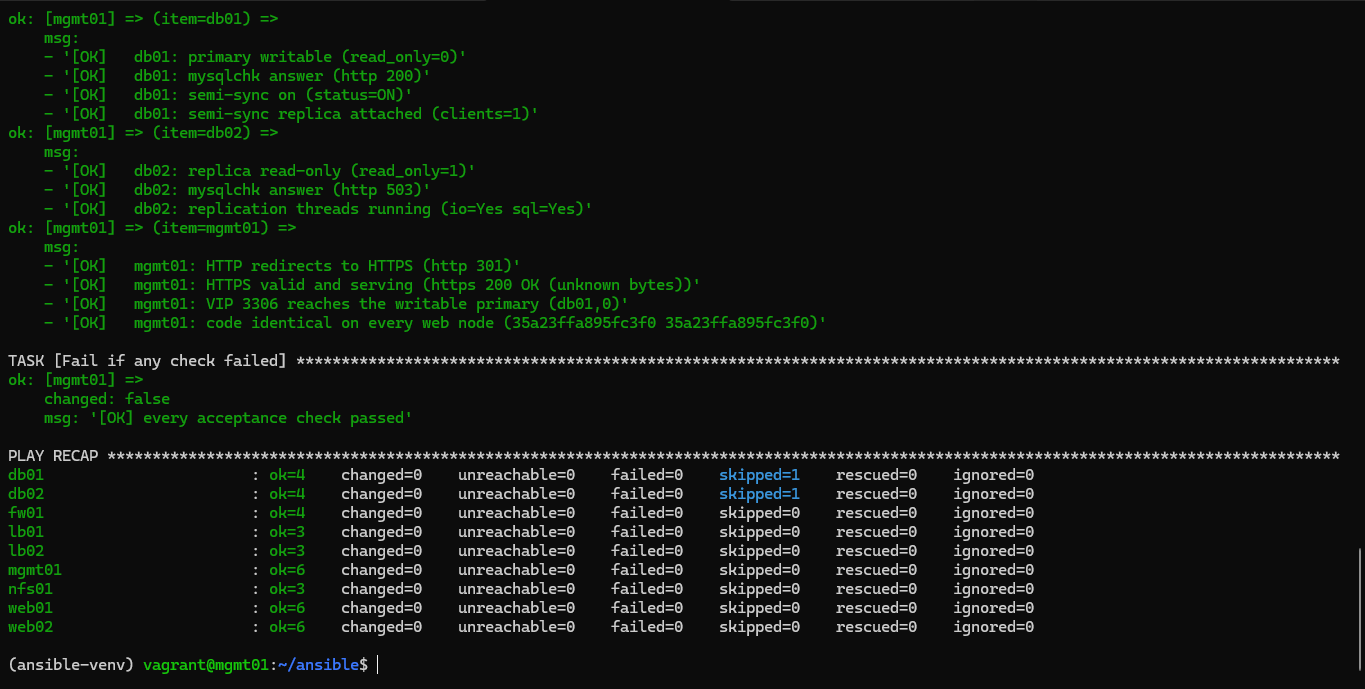 ok: [mgmt01] => (item=db01) =>
    msg:
    - '[OK]   db01: primary writable (read_only=0)'
    - '[OK]   db01: mysqlchk answer (http 200)'
    - '[OK]   db01: semi-sync on (status=ON)'
    - '[OK]   db01: semi-sync replica attached (clients=1)'
ok: [mgmt01] => (item=db02) =>
    msg:
    - '[OK]   db02: replica read-only (read_only=1)'
    - '[OK]   db02: mysqlchk answer (http 503)'
    - '[OK]   db02: replication threads running (io=Yes sql=Yes)'
ok: [mgmt01] => (item=mgmt01) =>
    msg:
    - '[OK]   mgmt01: HTTP redirects to HTTPS (http 301)'
    - '[OK]   mgmt01: HTTPS valid and serving (https 200 OK (unknown bytes))'
    - '[OK]   mgmt01: VIP 3306 reaches the writable primary (db01,0)'
    - '[OK]   mgmt01: code identical on every web node (35a23ffa895fc3f0 35a23ffa895fc3f0)'

TASK [Fail if any check failed] ********************************************************************************************************************
ok: [mgmt01] =>
    changed: false
    msg: '[OK] every acceptance check passed'

PLAY RECAP *****************************************************************************************************************************************
db01                       : ok=4    changed=0    unreachable=0    failed=0    skipped=1    rescued=0    ignored=0
db02                       : ok=4    changed=0    unreachable=0    failed=0    skipped=1    rescued=0    ignored=0
fw01                       : ok=4    changed=0    unreachable=0    failed=0    skipped=0    rescued=0    ignored=0
lb01                       : ok=3    changed=0    unreachable=0    failed=0    skipped=0    rescued=0    ignored=0
lb02                       : ok=3    changed=0    unreachable=0    failed=0    skipped=0    rescued=0    ignored=0
mgmt01                     : ok=6    changed=0    unreachable=0    failed=0    skipped=0    rescued=0    ignored=0
nfs01                      : ok=3    changed=0    unreachable=0    failed=0    skipped=0    rescued=0    ignored=0
web01                      : ok=6    changed=0    unreachable=0    failed=0    skipped=0    rescued=0    ignored=0
web02                      : ok=6    changed=0    unreachable=0    failed=0    skipped=0    rescued=0    ignored=0

(ansible-venv) vagrant@mgmt01:~/ansible$